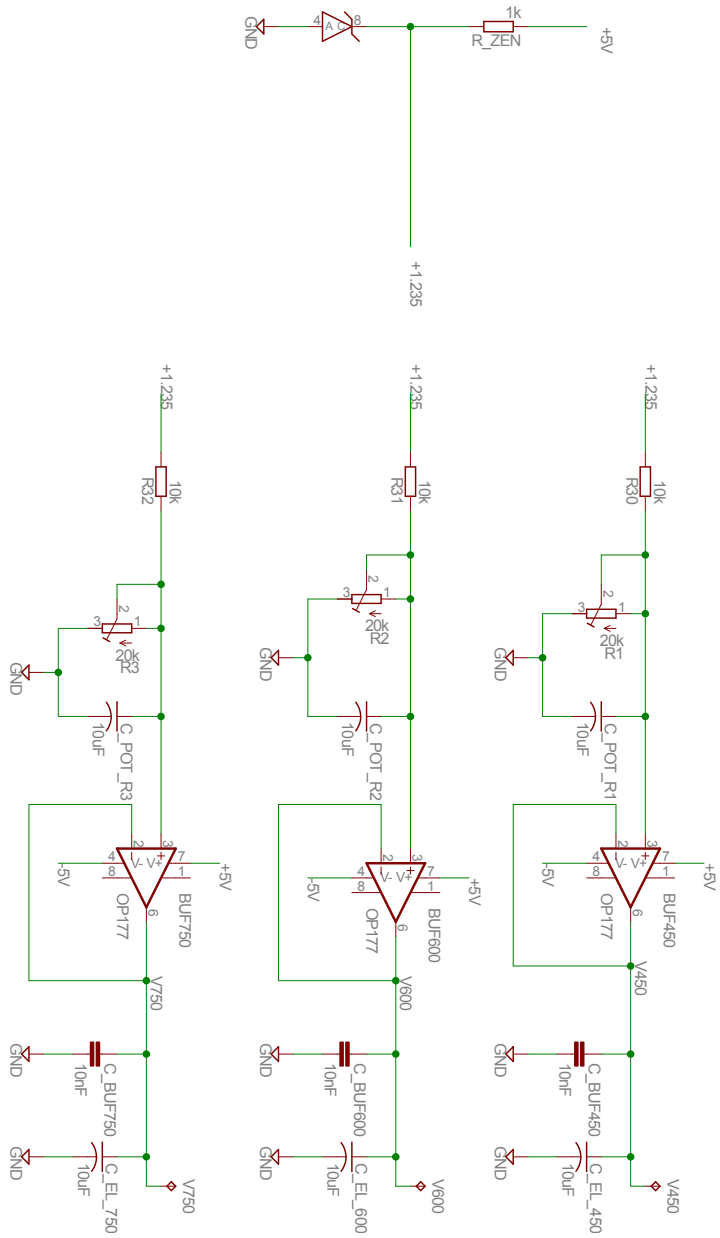 +5V
1k
R_ZEN
A C
8
4
GND
+1.235
+1.235
10k
R30
1
2
3
20k
R1
GND
C_POT_R1
10uF
+5V
BUF450
3
7
1
+
V+
V-
-
2
4
8
6
-5V
OP177
V450
C_BUF450
10nF
GND
C_EL_450
10uF
GND
V450
+1.235
10k
R31
1
2
3
20k
R2
GND
C_POT_R2
10uF
+5V
BUF600
3
7
1
+
V+
V-
-
2
4
8
6
-5V
OP177
V600
C_BUF600
10nF
GND
C_EL_600
10uF
GND
V600
+1.235
10k
R32
1
2
3
20k
R3
GND
C_POT_R3
10uF
+5V
BUF750
3
7
1
+
V+
V-
-
2
4
8
6
-5V
OP177
V750
C_BUF750
10nF
GND
C_EL_750
10uF
GND
V750